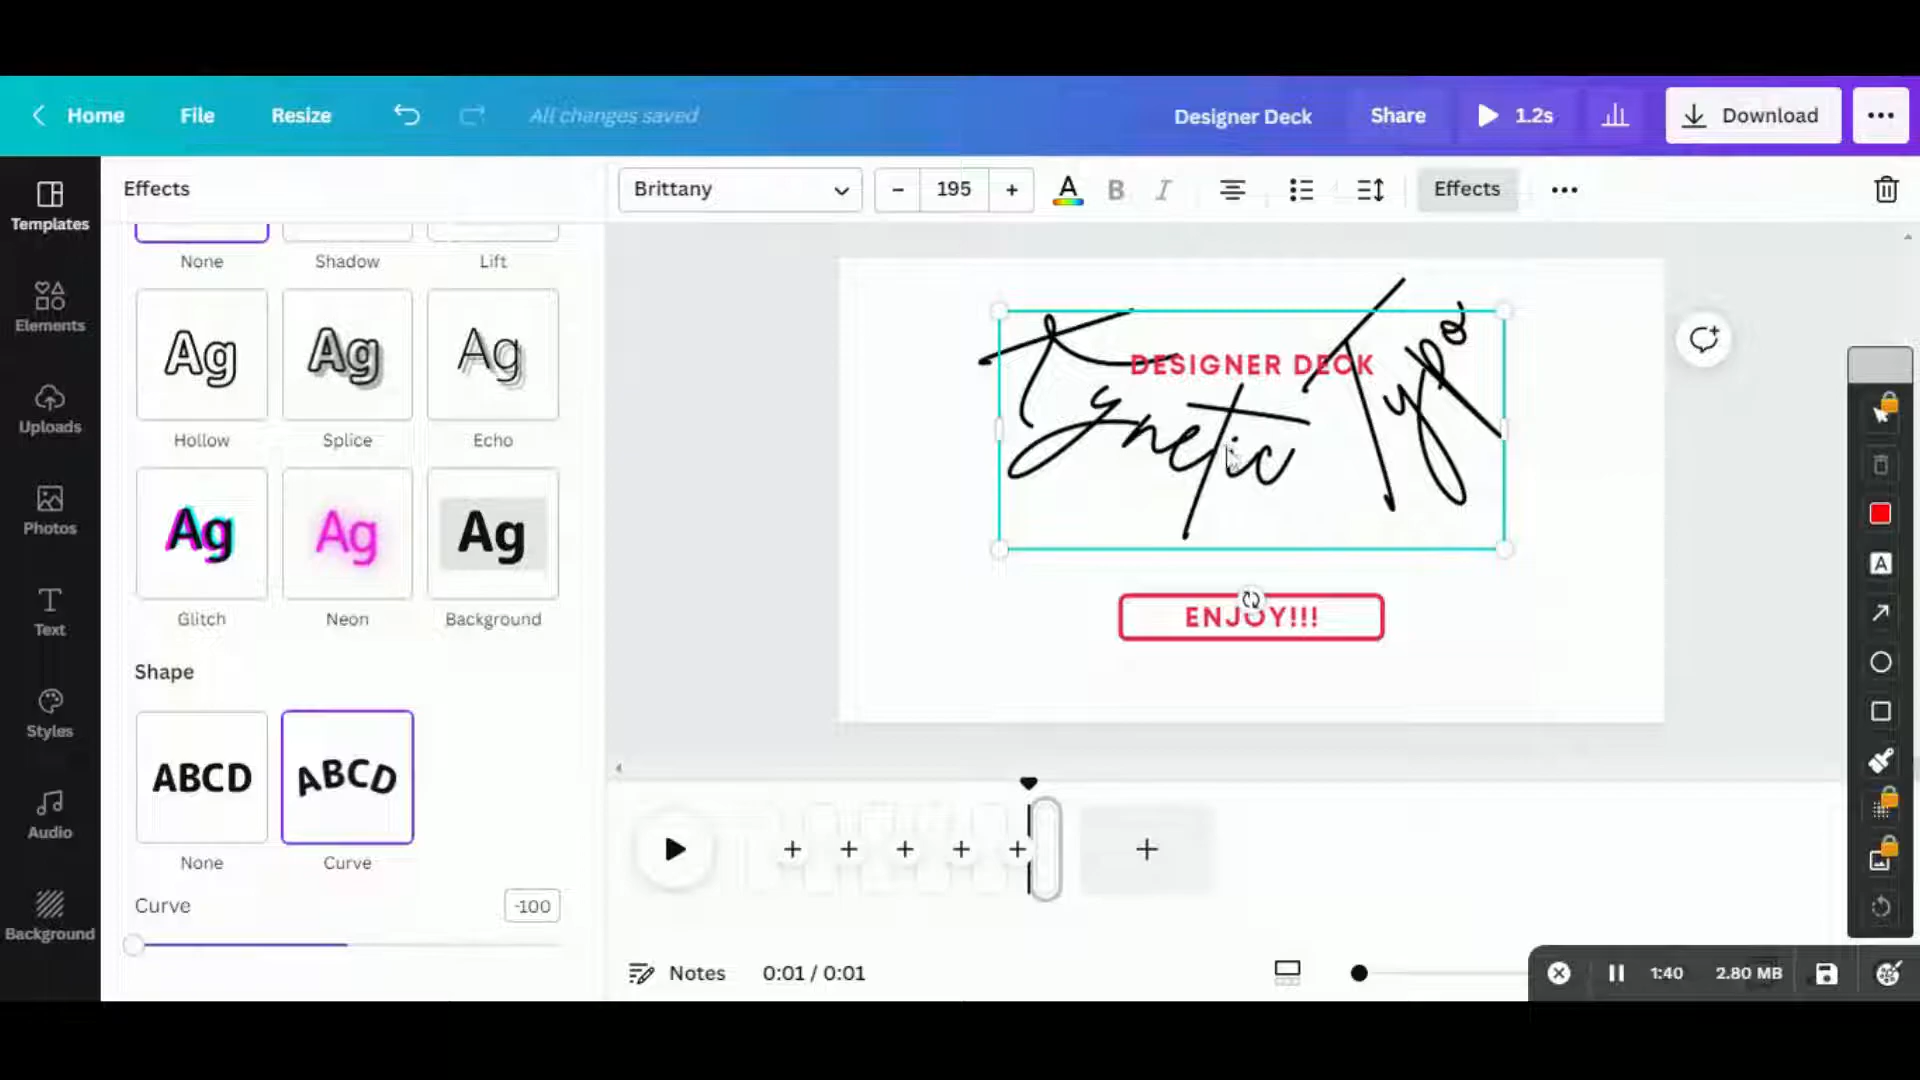 Home File Resize All changes saved Designer Deck Share 1.2s Download
Templates
Elements
Uploads
Photos
Text
Styles
Audio
Background
Effects
None Shadow Lift
Ag Ag Ag
Hollow Splice Echo
Ag Ag Ag
Glitch Neon Background
Shape
ABCD ABCD
None Curve
Curve -100
Brittany - 195 + A B I Effects
DESIGNER DECK
Kynetic Typo
ENJOY!!!
Notes 0:01 / 0:01
A
1:40 2.80 MB